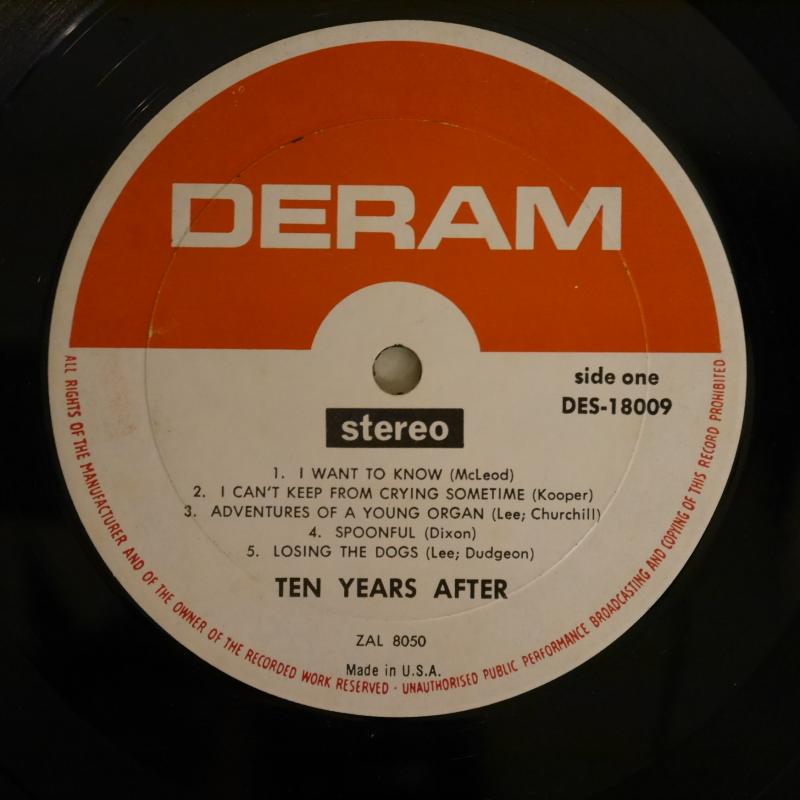 DERAM
side one
DES-18009
stereo
1. I WANT TO KNOW (McLeod)
2. I CAN'T KEEP FROM CRYING SOMETIME (Kooper)
3. ADVENTURES OF A YOUNG ORGAN (Lee; Churchill)
4. SPOONFUL (Dixon)
5. LOSING THE DOGS (Lee; Dudgeon)
TEN YEARS AFTER
ZAL 8050
Made in U.S.A.
ALL RIGHTS OF THE MANUFACTURER AND OF THE OWNER OF THE RECORDED WORK RESERVED · UNAUTHORISED PUBLIC PERFORMANCE BROADCASTING AND COPYING OF THIS RECORD PROHIBITED